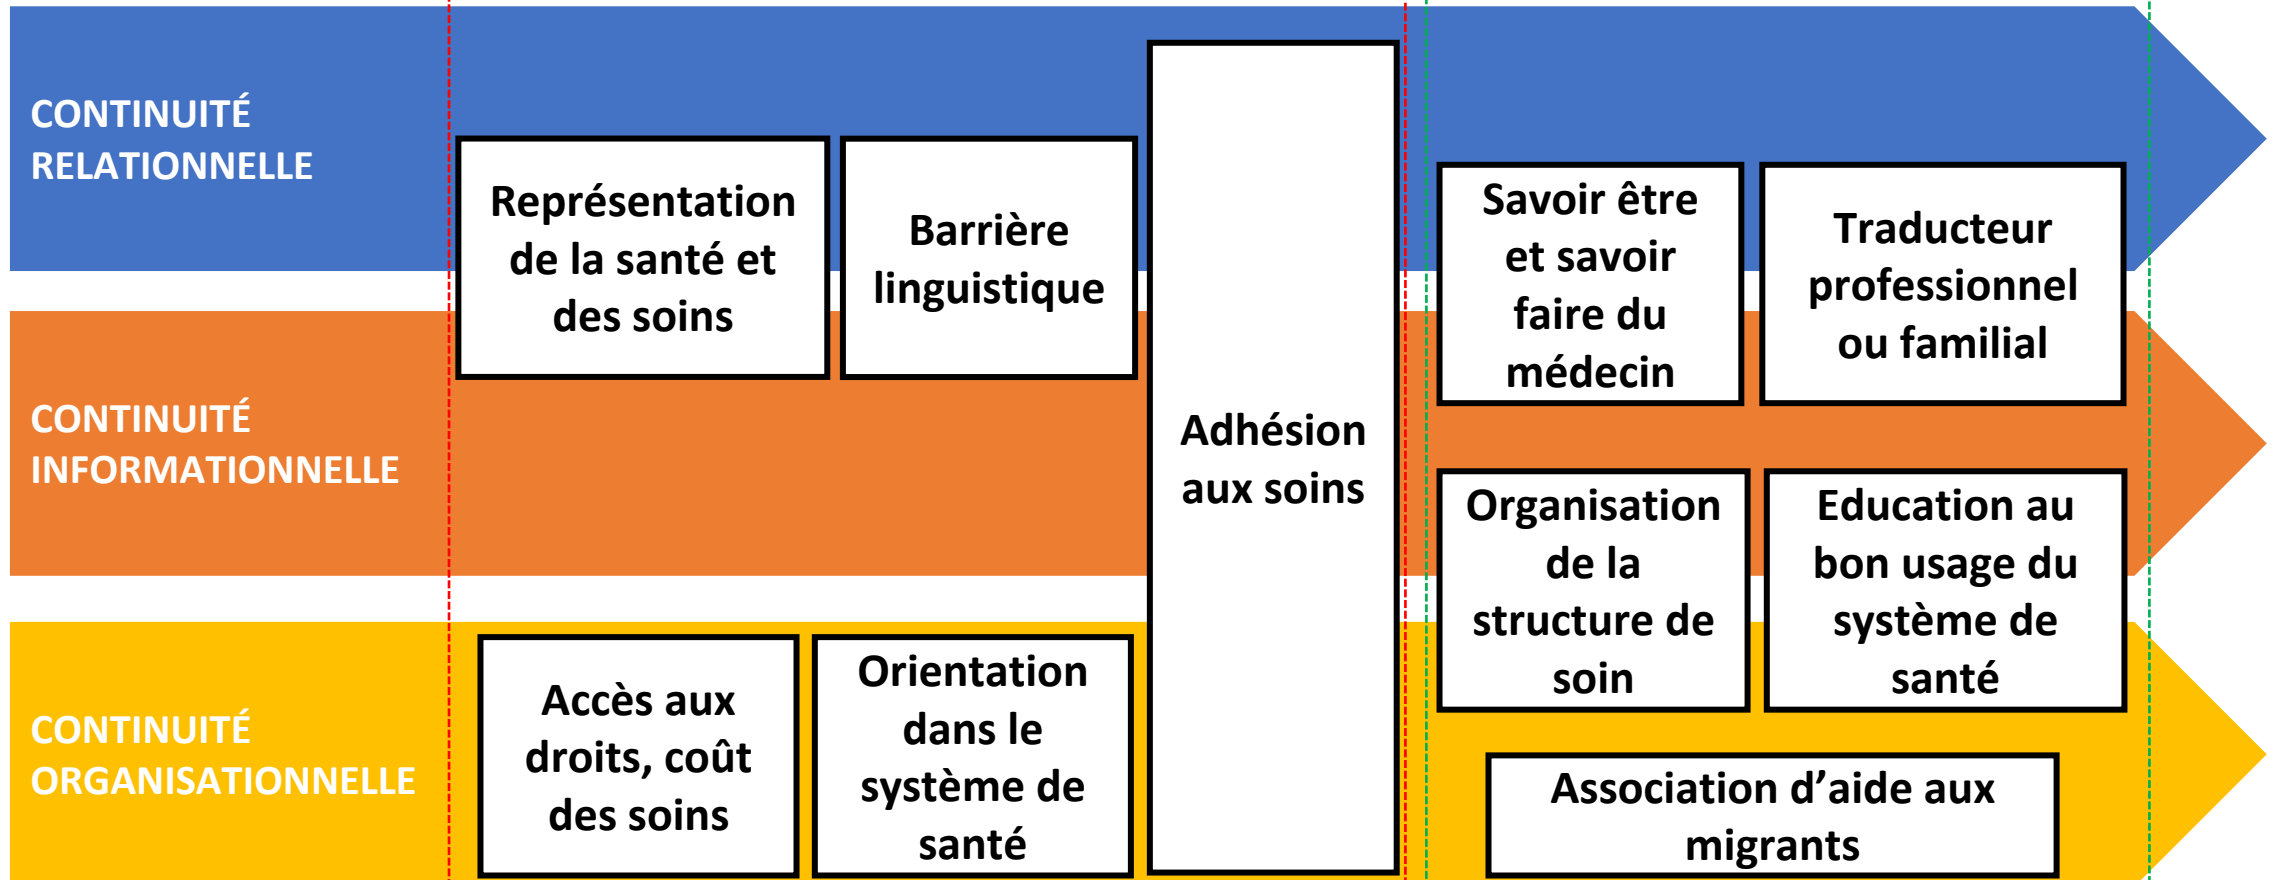 CONTINUITÉ
RELATIONNELLE
Représentation
de la santé et
des soins
Barrière
linguistique
Adhésion
aux soins
Savoir être
et savoir
faire du
médecin
Traducteur
professionnel
ou familial
CONTINUITÉ
INFORMATIONNELLE
Organisation
de la
structure de
soin
Education au
bon usage du
système de
santé
CONTINUITÉ
ORGANISATIONNELLE
Accès aux
droits, coût
des soins
Orientation
dans le
système de
santé
Association d’aide aux
migrants